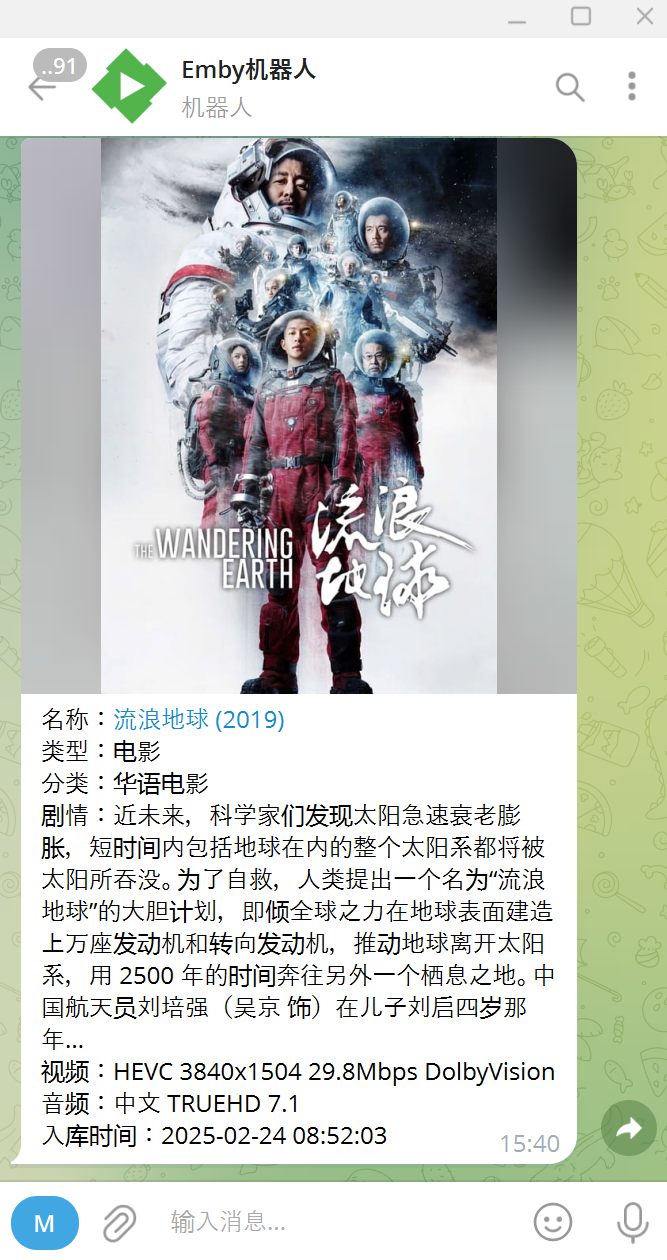 ..91
Emby机器人
机器人
THE WANDERING
EARTH
流浪
地球
名称：流浪地球 (2019)
类型：电影
分类：华语电影
剧情：近未来，科学家们发现太阳急速衰老膨
胀，短时间内包括地球在内的整个太阳系都将被
太阳所吞没。为了自救，人类提出一个名为“流浪
地球”的大胆计划，即倾全球之力在地球表面建造
上万座发动机和转向发动机，推动地球离开太阳
系，用 2500 年的时间奔往另外一个栖息之地。中
国航天员刘培强（吴京 饰）在儿子刘启四岁那
年...
视频：HEVC 3840x1504 29.8Mbps DolbyVision
音频：中文 TRUEHD 7.1
入库时间：2025-02-24 08:52:03
15:40
M
输入消息...